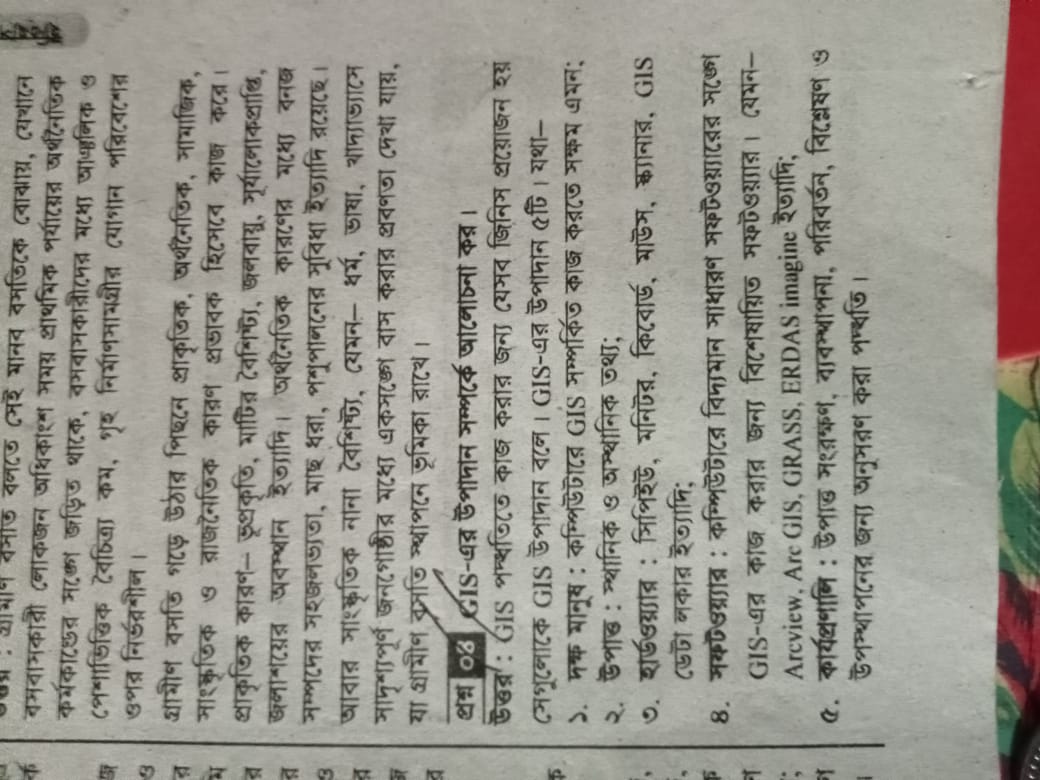 উত্তর : গ্রামীণ বসতি বলতে সেই মানব বসতিকে বোঝায়, যেখানে
বসবাসকারী লোকজন অধিকাংশ সময় প্রাথমিক পর্যায়ের অর্থনৈতিক
কর্মকাণ্ডের সঙ্গে জড়িত থাকে, বসবাসকারীদের মধ্যে আঞ্চলিক ও
পেশাভিত্তিক বৈচিত্র্য কম, গৃহ নির্মাণসামগ্রীর যোগান পরিবেশের
ওপর নির্ভরশীল।
গ্রামীণ বসতি গড়ে উঠার পিছনে প্রাকৃতিক, অর্থনৈতিক, সামাজিক,
সাংস্কৃতিক ও রাজনৈতিক কারণ প্রভাবক হিসেবে কাজ করে।
প্রাকৃতিক কারণ– ভূপ্রকৃতি, মাটির বৈশিষ্ট্য, জলবায়ু, সূর্যালোকপ্রাপ্তি,
জলাশয়ের অবস্থান ইত্যাদি। অর্থনৈতিক কারণের মধ্যে বনজ
সম্পদের সহজলভ্যতা, মাছ ধরা, পশুপালনের সুবিধা ইত্যাদি রয়েছে।
আবার সাংস্কৃতিক নানা বৈশিষ্ট্য, যেমন– ধর্ম, ভাষা, খাদ্যাভ্যাসে
সাদৃশ্যপূর্ণ জনগোষ্ঠীর মধ্যে একসঙ্গে বাস করার প্রবণতা দেখা যায়,
যা গ্রামীণ বসতি স্থাপনে ভূমিকা রাখে।
প্রশ্ন ০৪ GIS-এর উপাদান সম্পর্কে আলোচনা কর।
উত্তর : GIS পদ্ধতিতে কাজ করার জন্য যেসব জিনিস প্রয়োজন হয়
সেগুলোকে GIS উপাদান বলে। GIS-এর উপাদান ৫টি। যথা–
১. দক্ষ মানুষ : কম্পিউটারে GIS সম্পর্কিত কাজ করতে সক্ষম এমন;
২. উপাত্ত : স্থানিক ও অস্থানিক তথ্য;
৩. হার্ডওয়্যার : সিপিইউ, মনিটর, কিবোর্ড, মাউস, স্ক্যানার, GIS
ডেটা লকার ইত্যাদি;
৪. সফটওয়্যার : কম্পিউটারে বিদ্যমান সাধারণ সফটওয়্যারের সঙ্গে
GIS-এর কাজ করার জন্য বিশেষায়িত সফটওয়্যার। যেমন–
Arcview, Arc GIS, GRASS, ERDAS imagine ইত্যাদি;
৫. কার্যপ্রণালি : উপাত্ত সংরক্ষণ, ব্যবস্থাপনা, পরিবর্তন, বিশ্লেষণ ও
উপস্থাপনের জন্য অনুসরণ করা পদ্ধতি।